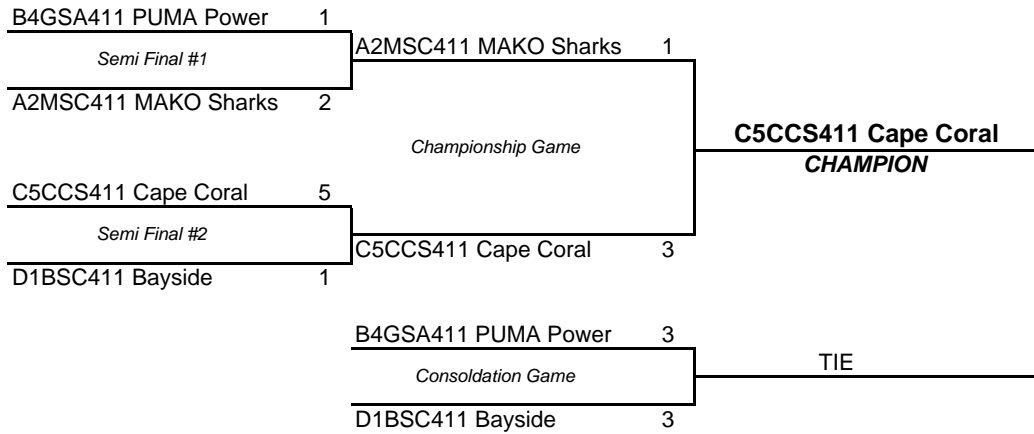 B4GSA411 PUMA Power 1
Semi Final #1
A2MSC411 MAKO Sharks 2
A2MSC411 MAKO Sharks 1
Championship Game
C5CCS411 Cape Coral
CHAMPION
C5CCS411 Cape Coral 5
Semi Final #2
D1BSC411 Bayside 1
C5CCS411 Cape Coral 3
B4GSA411 PUMA Power 3
Consoldation Game
D1BSC411 Bayside 3
TIE